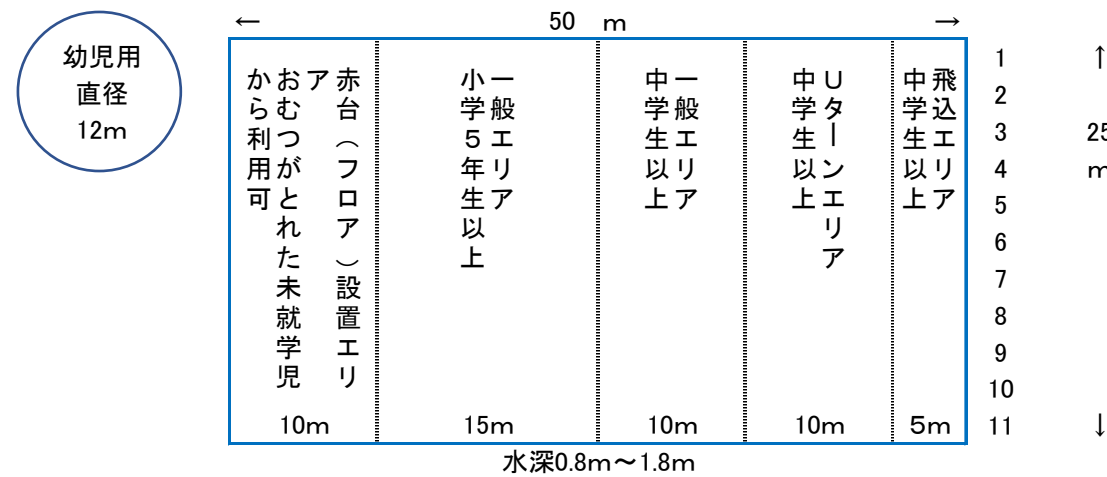 幼児用
直径
12ｍ
← 50 ｍ →
赤台（フロア）設置エリ
ア
おむつがとれた未就学児
から利用可
10ｍ
一般エリア
小学５年生以上
15ｍ
一般エリア
中学生以上
10ｍ
Ｕターンエリア
中学生以上
10ｍ
飛込エリア
中学生以上
5ｍ
1
2
3
4
5
6
7
8
9
10
11
↑
25
ｍ
↓
水深0.8ｍ～1.8ｍ